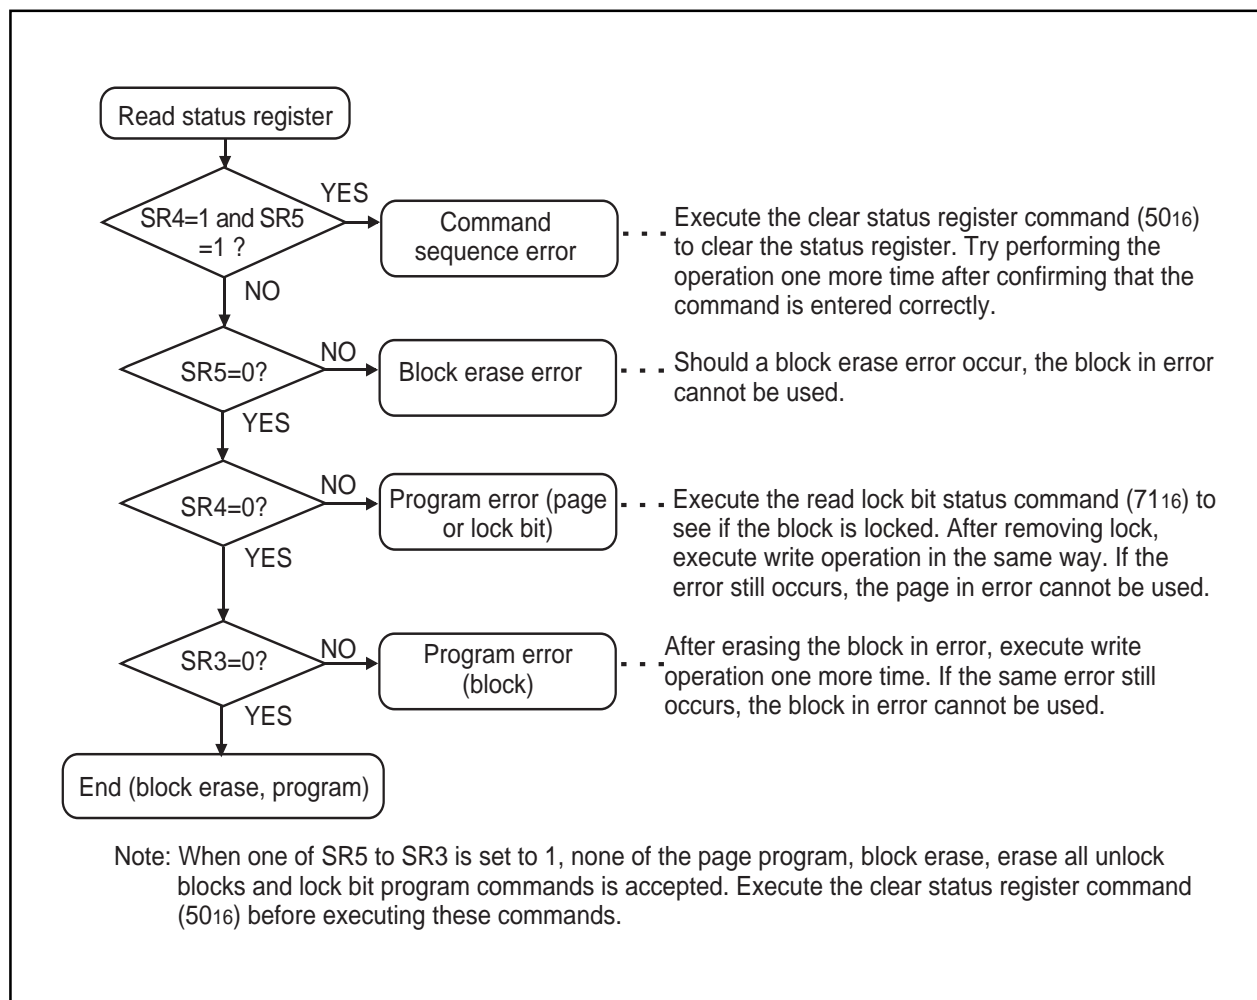 Read status register
YES
SR4=1 and SR5
=1 ?
Command
sequence error
Execute the clear status register command (5016)
to clear the status register. Try performing the
operation one more time after confirming that the
command is entered correctly.
NO
SR5=0?
NO
Block erase error
Should a block erase error occur, the block in error
cannot be used.
YES
SR4=0?
NO
Program error (page
or lock bit)
Execute the read lock bit status command (7116) to
see if the block is locked. After removing lock,
execute write operation in the same way. If the
error still occurs, the page in error cannot be used.
YES
SR3=0?
NO
Program error
(block)
After erasing the block in error, execute write
operation one more time. If the same error still
occurs, the block in error cannot be used.
YES
End (block erase, program)
Note: When one of SR5 to SR3 is set to 1, none of the page program, block erase, erase all unlock
blocks and lock bit program commands is accepted. Execute the clear status register command
(5016) before executing these commands.